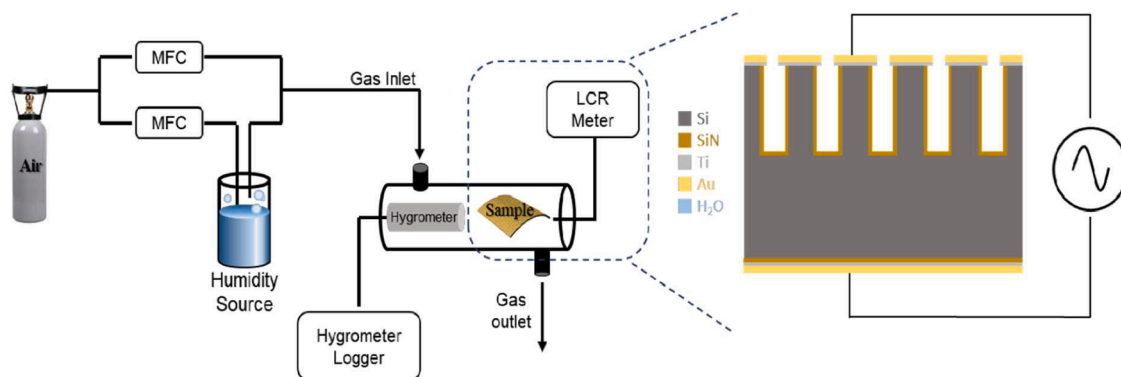 MFC
MFC
Air
Humidity
Source
Gas Inlet
Hygrometer
Sample
LCR
Meter
Hygrometer
Logger
Gas
outlet
Si
SiN
Ti
Au
H₂O